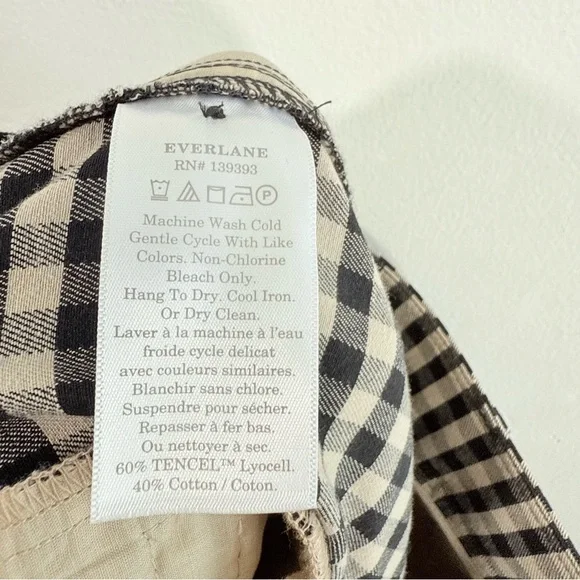 EVERLANE
RN# 139393
P
Machine Wash Cold
Gentle Cycle With Like
Colors. Non-Chlorine
Bleach Only.
Hang To Dry. Cool Iron.
Or Dry Clean.
Laver à la machine à l'eau
froide cycle délicat
avec couleurs similaires.
Blanchir sans chlore.
Suspendre pour sécher.
Repasser à fer bas.
Ou nettoyer à sec.
60% TENCEL™ Lyocell.
40% Cotton / Coton.